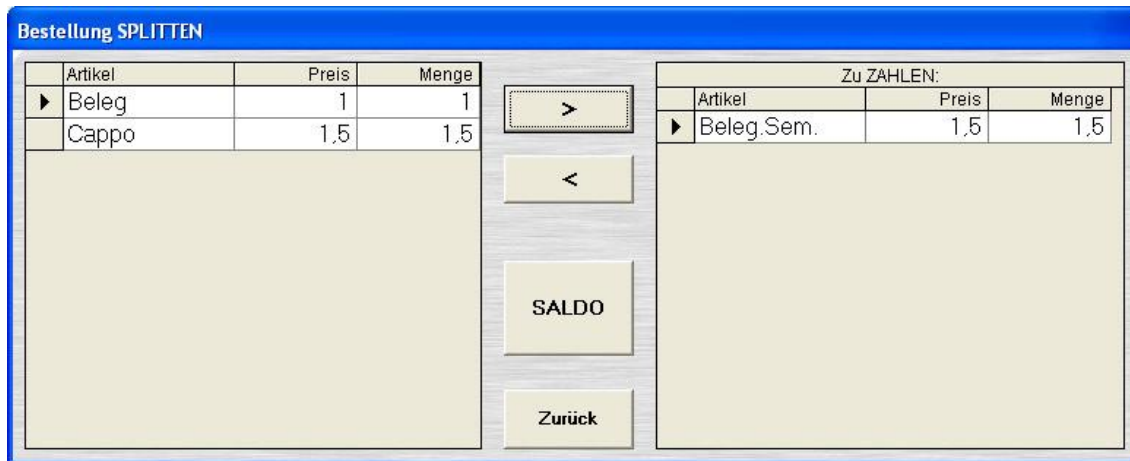 Bestellung SPLITTEN
Artikel Preis Menge
Beleg 1 1
Cappo 1,5 1,5
>
<
SALDO
Zurück
Zu ZAHLEN:
Artikel Preis Menge
Beleg.Sem. 1,5 1,5